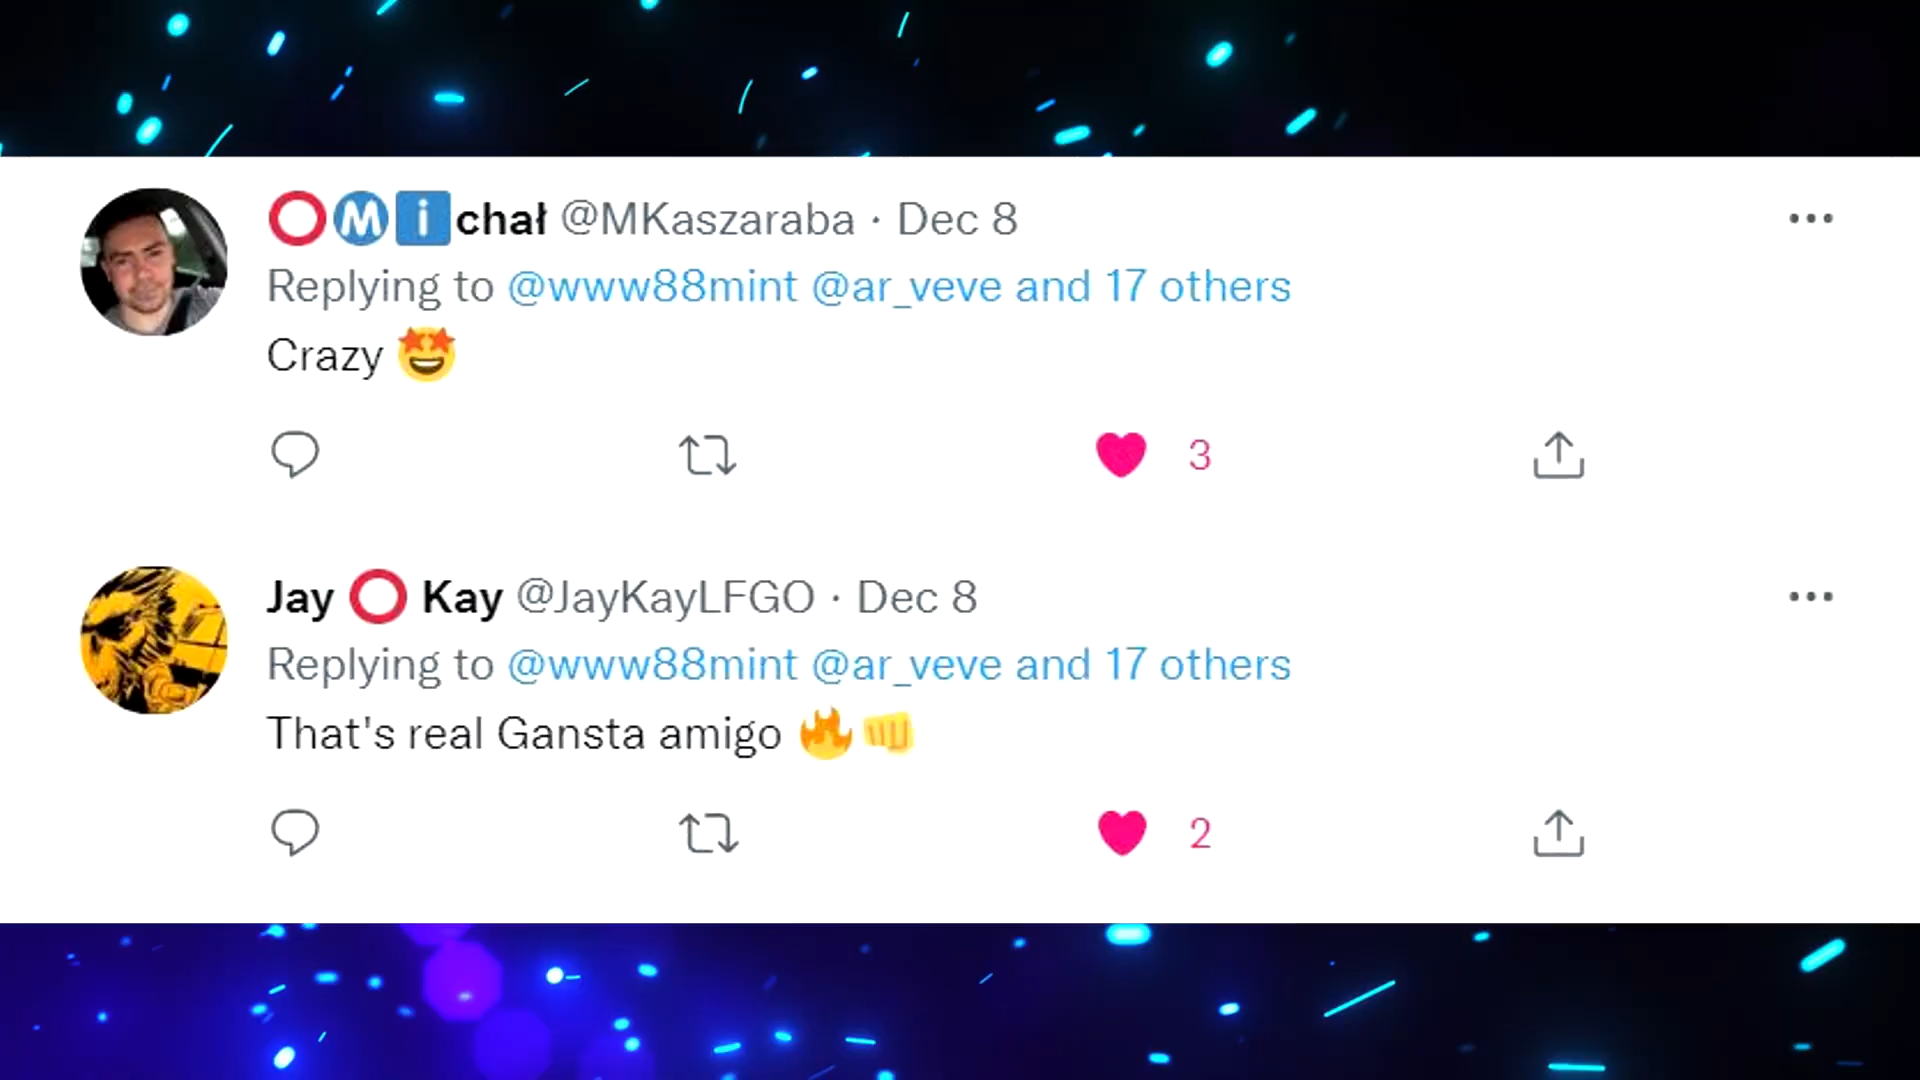 ⭕Ⓜ️ℹ️chał @MKaszaraba · Dec 8
Replying to @www88mint @ar_veve and 17 others
Crazy 🤩
3
Jay ⭕ Kay @JayKayLFGO · Dec 8
Replying to @www88mint @ar_veve and 17 others
That's real Gansta amigo 🔥👊
2